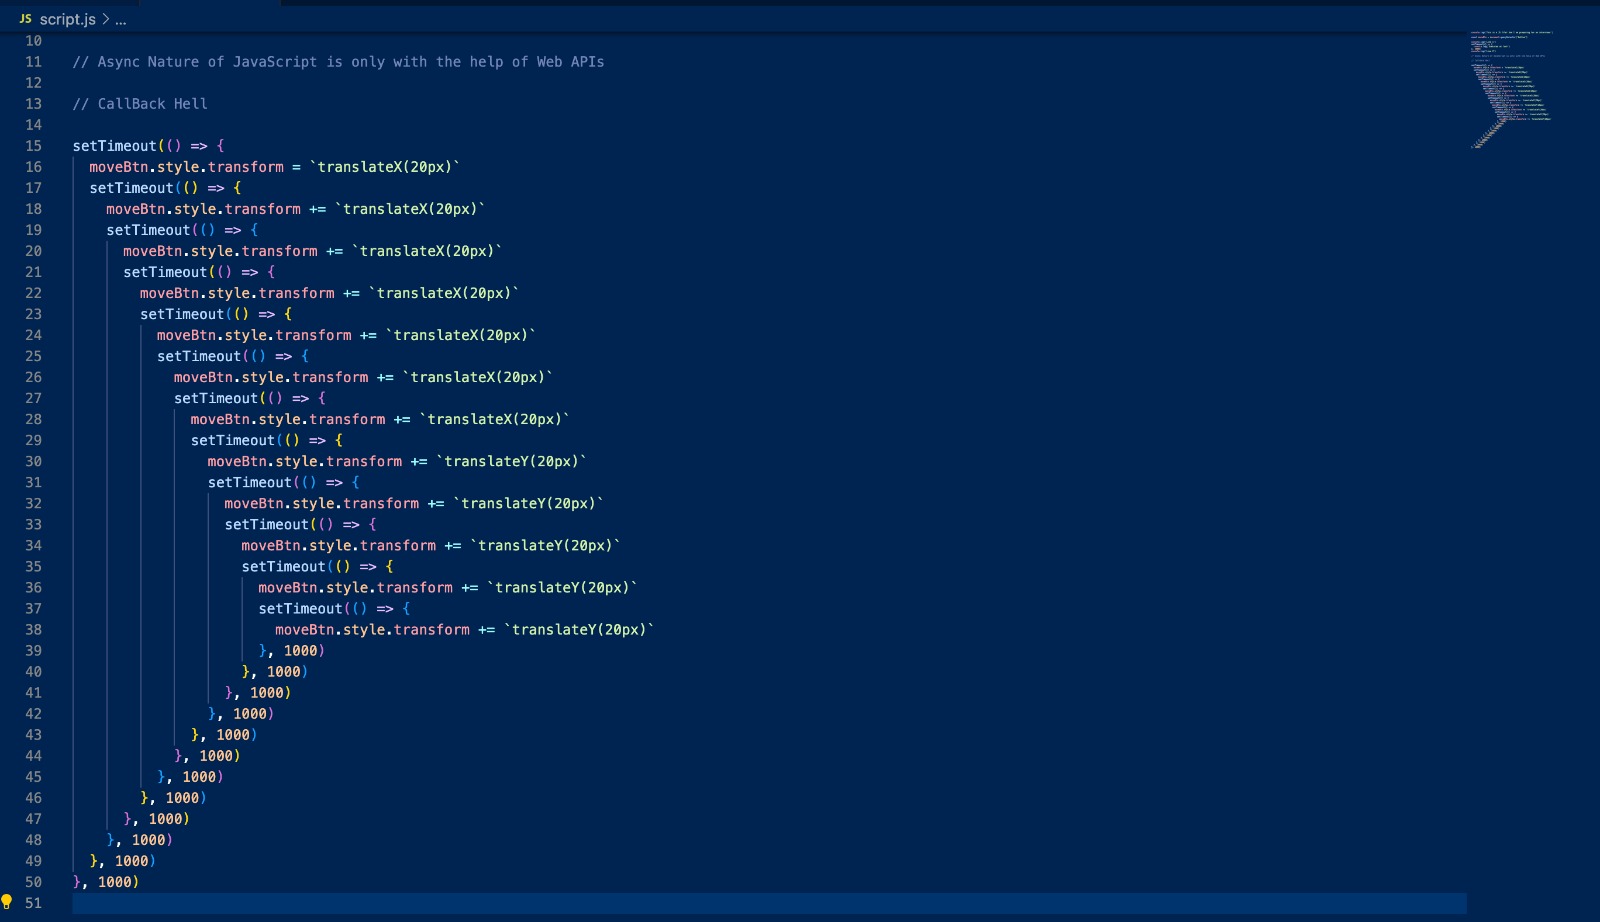 JS script.js > ...
10
11 // Async Nature of JavaScript is only with the help of Web APIs
12
13 // CallBack Hell
14
15 setTimeout(() => {
16   moveBtn.style.transform = `translateX(20px)`
17   setTimeout(() => {
18     moveBtn.style.transform += `translateX(20px)`
19     setTimeout(() => {
20       moveBtn.style.transform += `translateX(20px)`
21       setTimeout(() => {
22         moveBtn.style.transform += `translateX(20px)`
23         setTimeout(() => {
24           moveBtn.style.transform += `translateX(20px)`
25           setTimeout(() => {
26             moveBtn.style.transform += `translateX(20px)`
27             setTimeout(() => {
28               moveBtn.style.transform += `translateX(20px)`
29               setTimeout(() => {
30                 moveBtn.style.transform += `translateY(20px)`
31                 setTimeout(() => {
32                   moveBtn.style.transform += `translateY(20px)`
33                   setTimeout(() => {
34                     moveBtn.style.transform += `translateY(20px)`
35                     setTimeout(() => {
36                       moveBtn.style.transform += `translateY(20px)`
37                       setTimeout(() => {
38                         moveBtn.style.transform += `translateY(20px)`
39                       }, 1000)
40                     }, 1000)
41                   }, 1000)
42                 }, 1000)
43               }, 1000)
44             }, 1000)
45           }, 1000)
46         }, 1000)
47       }, 1000)
48     }, 1000)
49   }, 1000)
50 }, 1000)
51